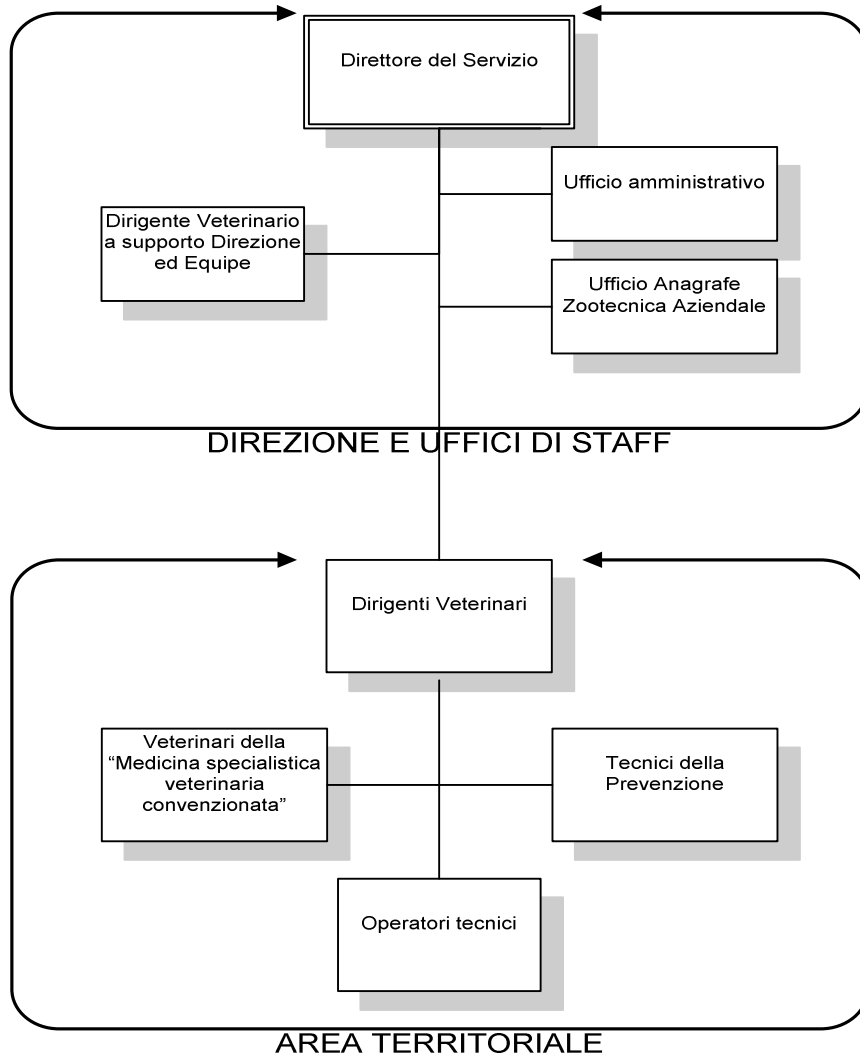 Direttore del Servizio
Ufficio amministrativo
Dirigente Veterinario
a supporto Direzione
ed Equipe
Ufficio Anagrafe
Zootecnica Aziendale
DIREZIONE E UFFICI DI STAFF
Dirigenti Veterinari
Veterinari della
“Medicina specialistica
veterinaria
convenzionata”
Tecnici della
Prevenzione
Operatori tecnici
AREA TERRITORIALE